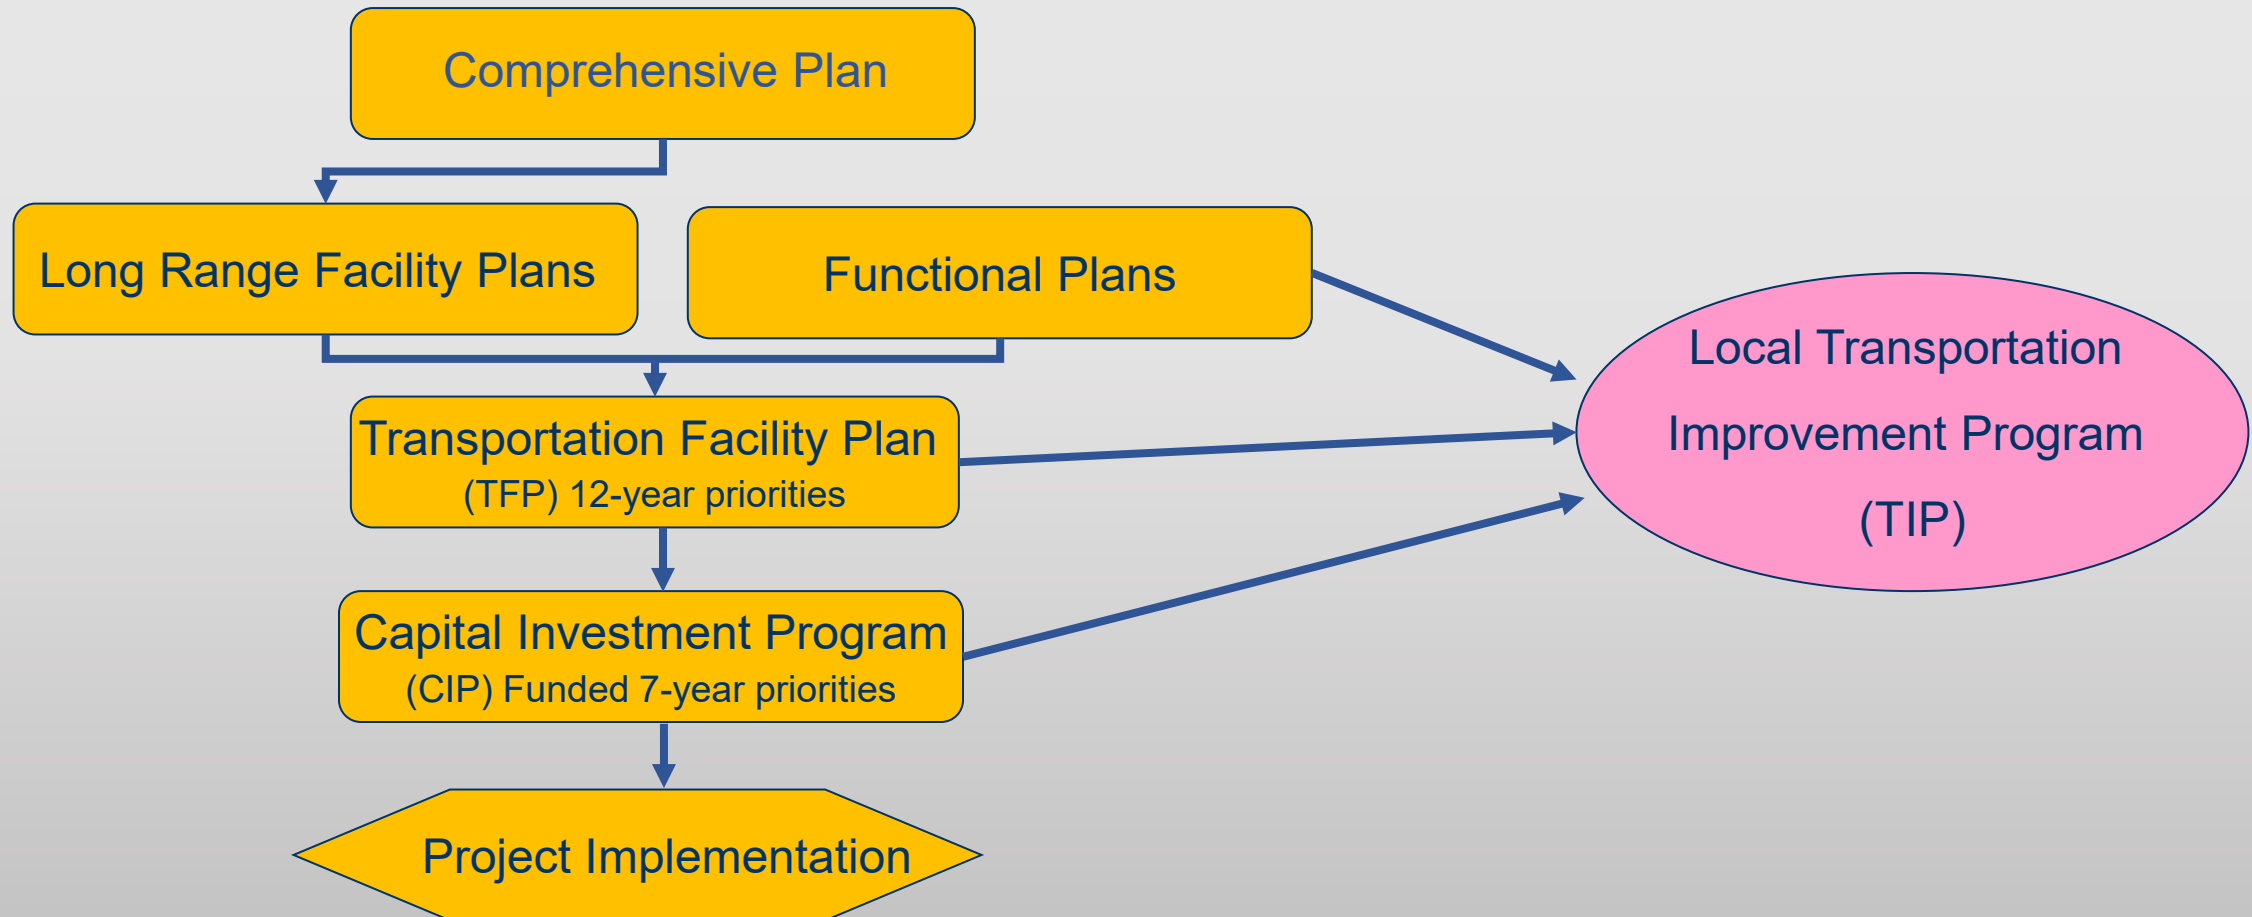 Comprehensive Plan
Long Range Facility Plans
Functional Plans
Transportation Facility Plan
(TFP) 12-year priorities
Capital Investment Program
(CIP) Funded 7-year priorities
Project Implementation
Local Transportation
Improvement Program
(TIP)